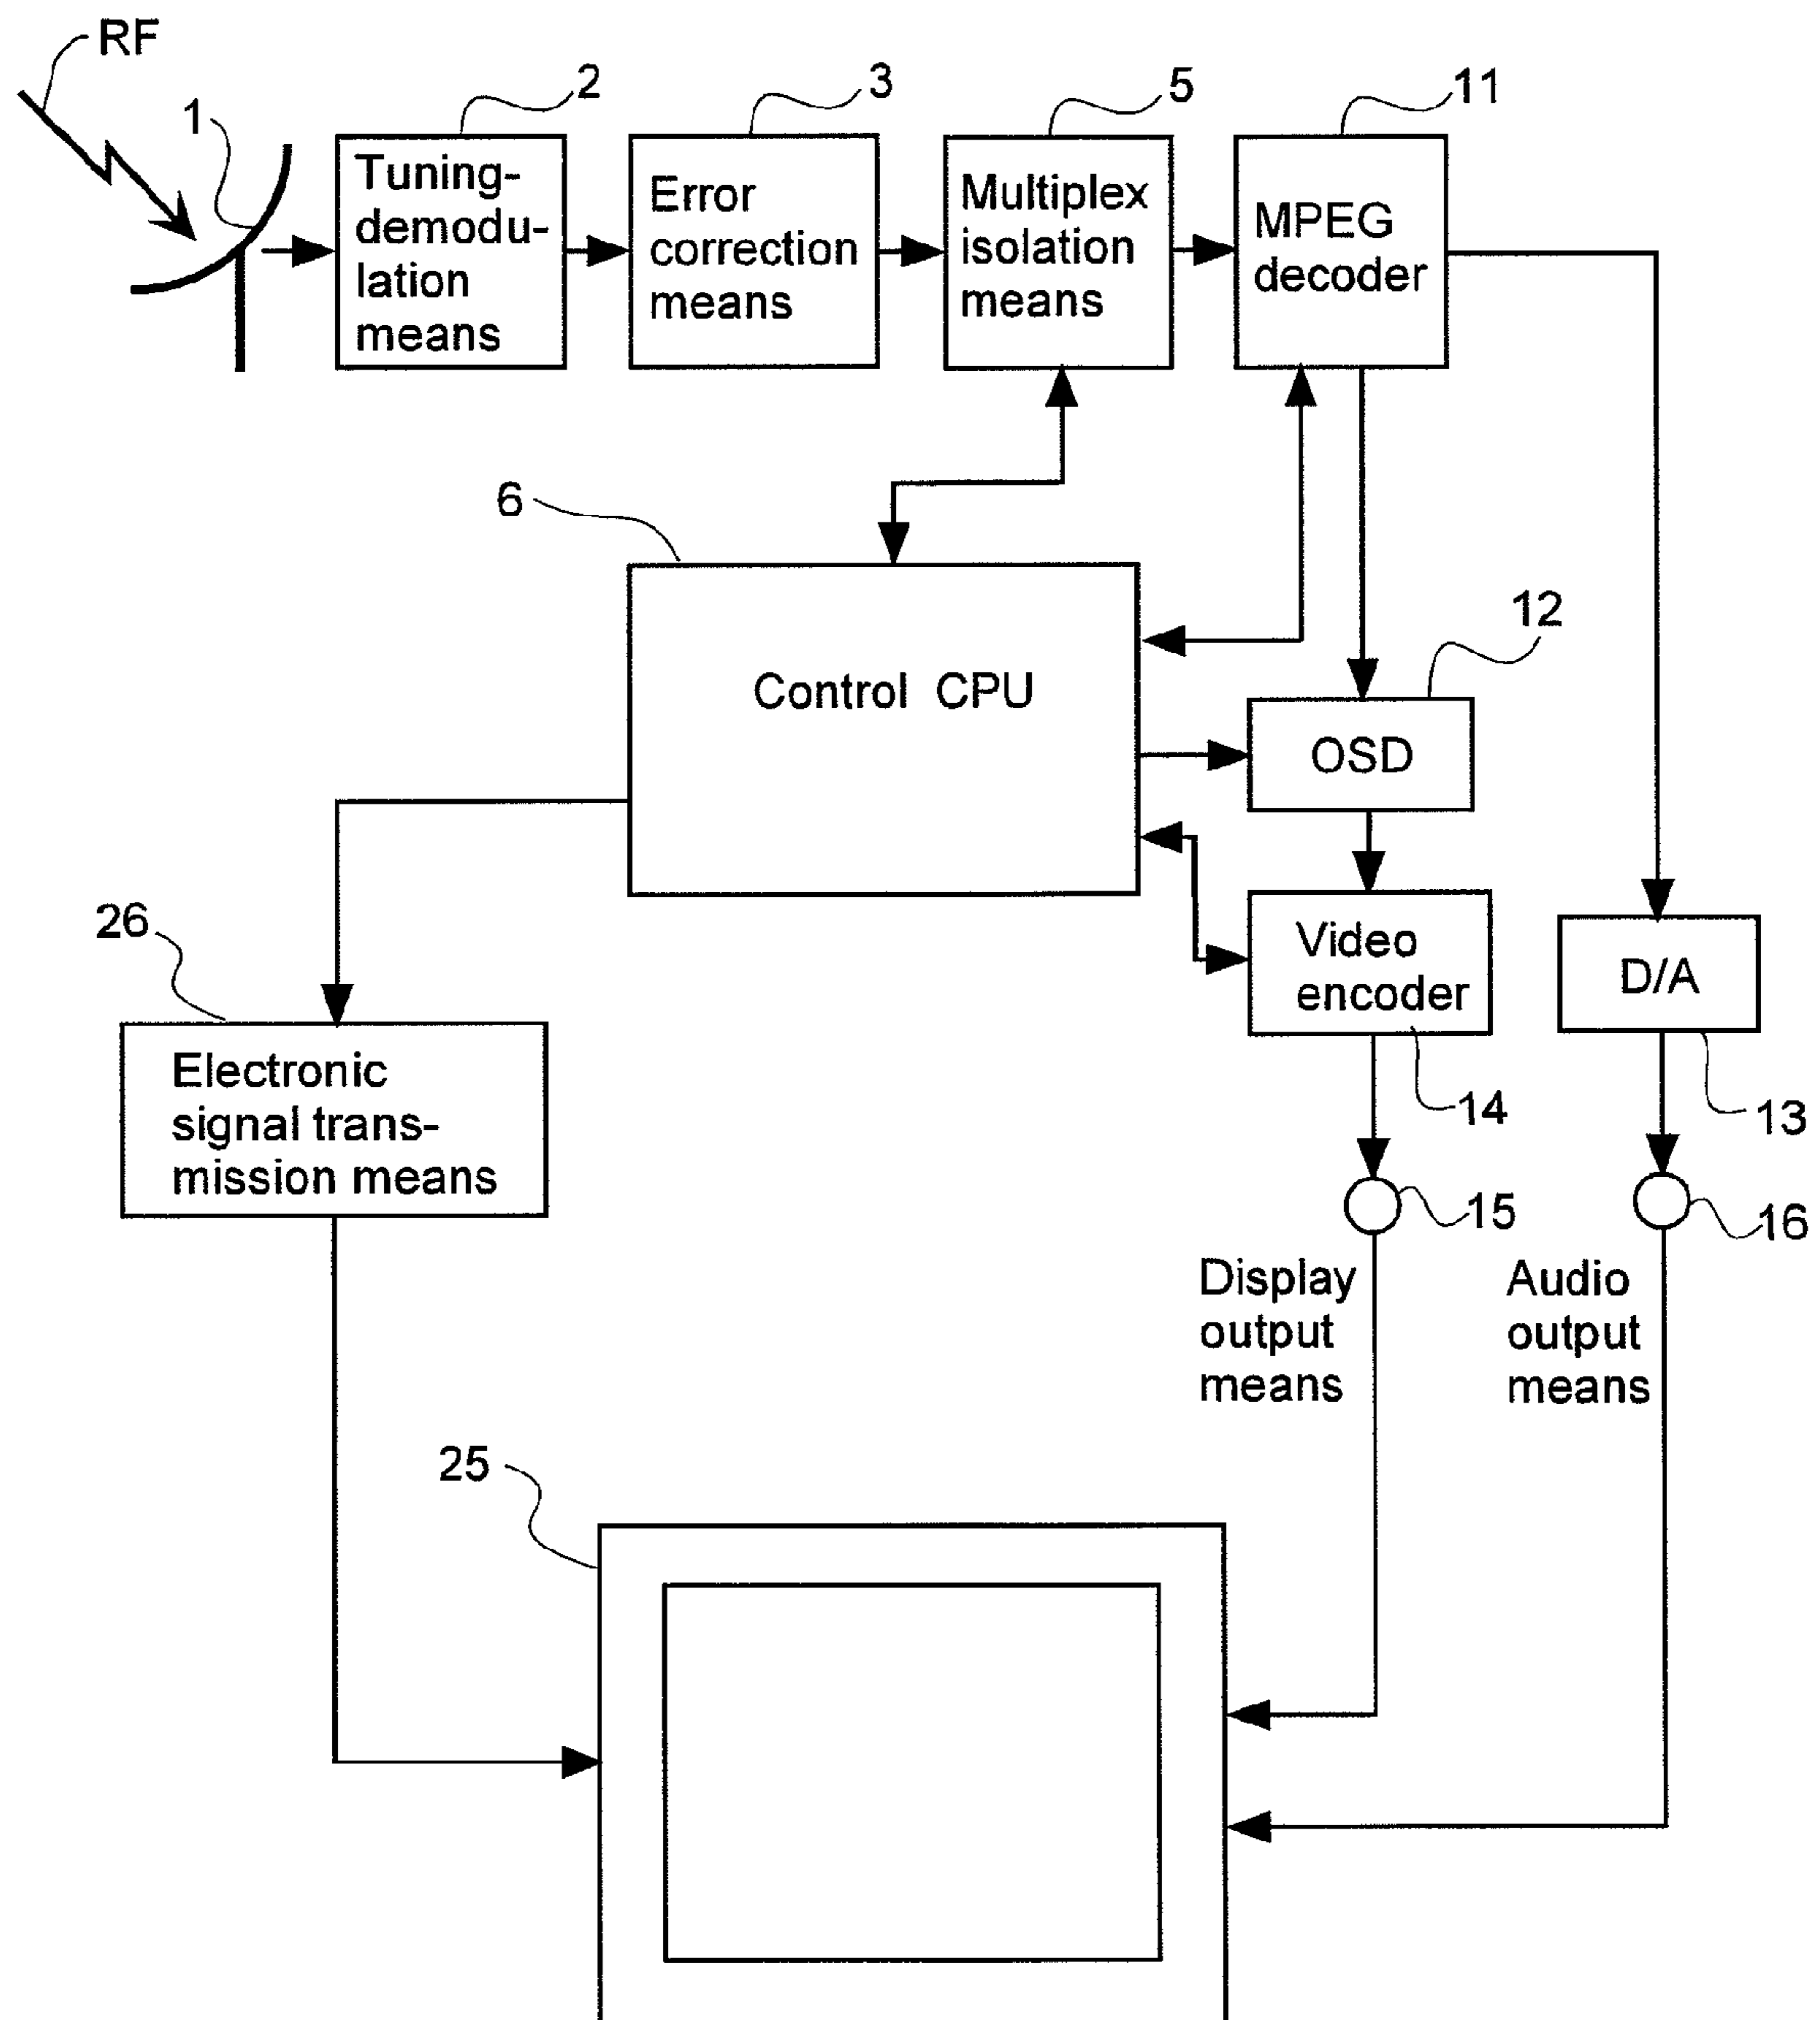 RF
1
2
3
5
11
Tuning-
demodu-
lation
means
Error
correction
means
Multiplex
isolation
means
MPEG
decoder
6
Control CPU
12
OSD
26
Video
encoder
D/A
Electronic
signal trans-
mission means
14
13
15
16
Display
output
means
Audio
output
means
25